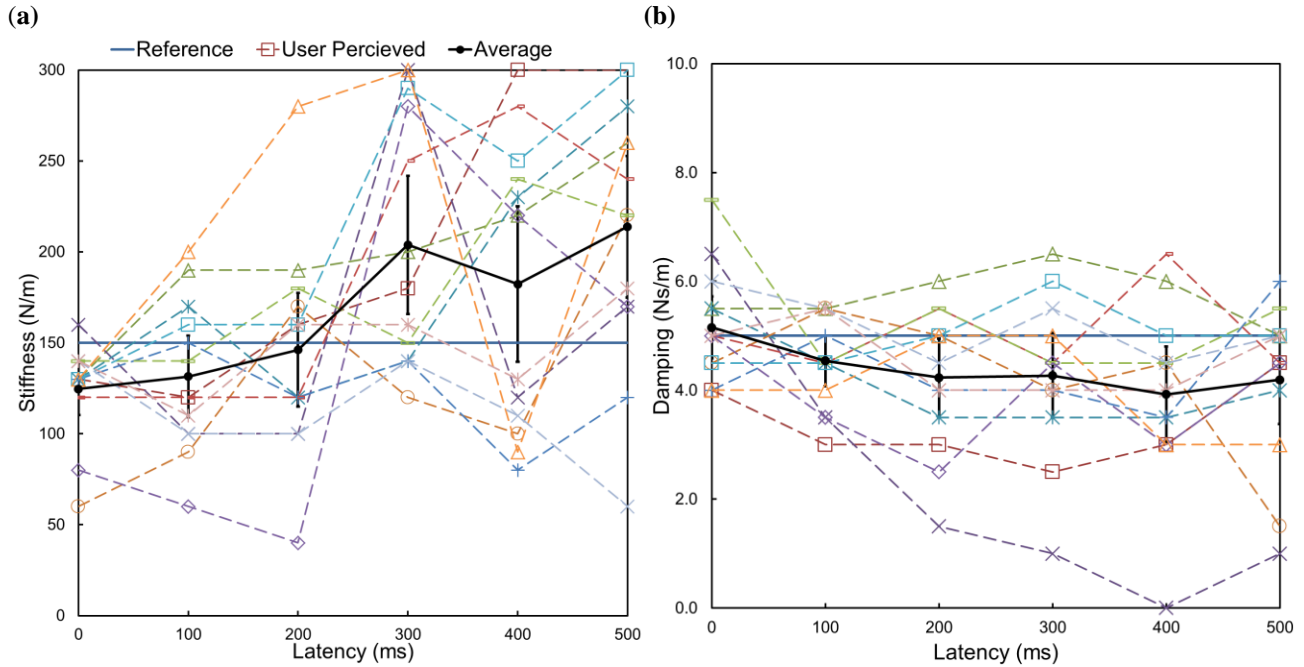 (a)
Reference User Percieved Average
300
250
200
150
100
50
0
Stiffness (N/m)
0 100 200 300 400 500
Latency (ms)
(b)
10.0
8.0
6.0
4.0
2.0
0.0
Damping (Ns/m)
0 100 200 300 400 500
Latency (ms)